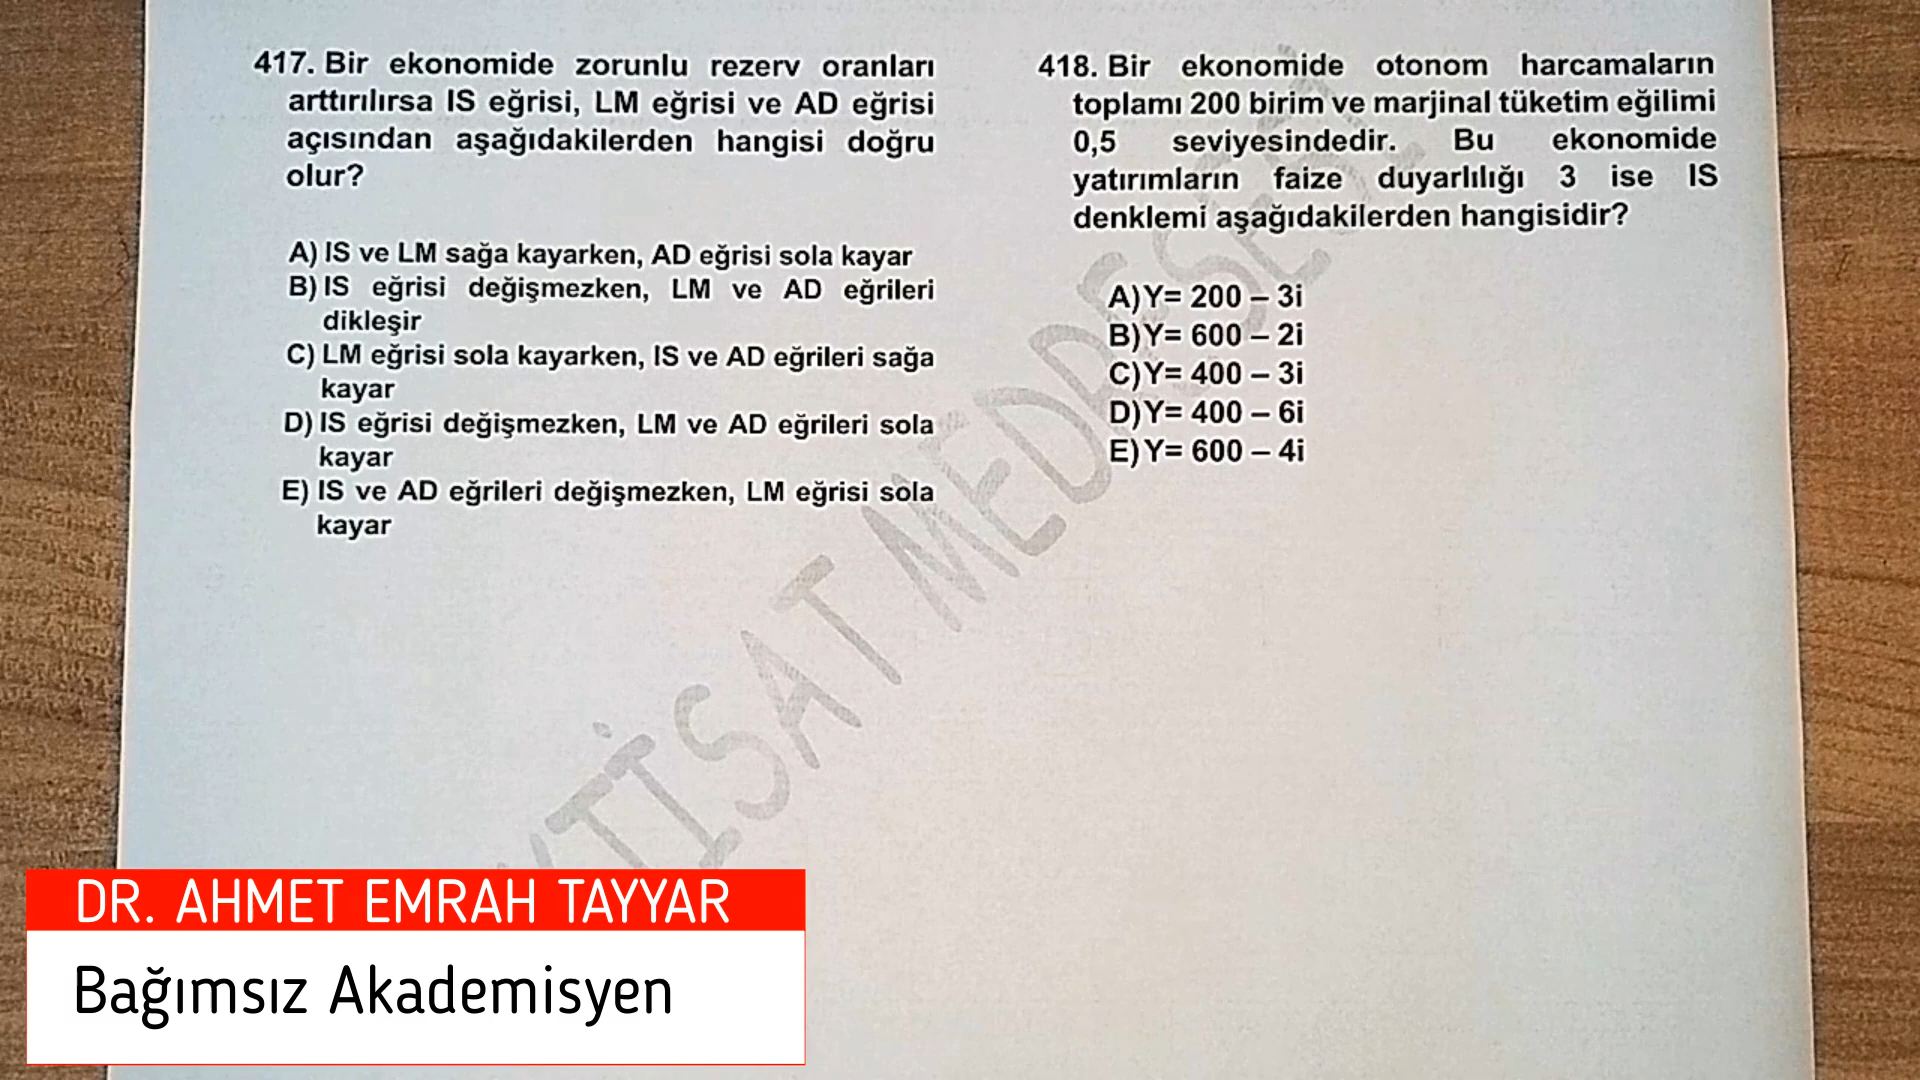 417. Bir ekonomide zorunlu rezerv oranları
arttırılırsa IS eğrisi, LM eğrisi ve AD eğrisi
açısından aşağıdakilerden hangisi doğru
olur?
A) IS ve LM sağa kayarken, AD eğrisi sola kayar
B) IS eğrisi değişmezken, LM ve AD eğrileri
dikleşir
C) LM eğrisi sola kayarken, IS ve AD eğrileri sağa
kayar
D) IS eğrisi değişmezken, LM ve AD eğrileri sola
kayar
E) IS ve AD eğrileri değişmezken, LM eğrisi sola
kayar
418. Bir ekonomide otonom harcamaların
toplamı 200 birim ve marjinal tüketim eğilimi
0,5 seviyesindedir. Bu ekonomide
yatırımların faize duyarlılığı 3 ise IS
denklemi aşağıdakilerden hangisidir?
A) Y= 200 – 3i
B) Y= 600 – 2i
C) Y= 400 – 3i
D) Y= 400 – 6i
E) Y= 600 – 4i
DR. AHMET EMRAH TAYYAR
Bağımsız Akademisyen